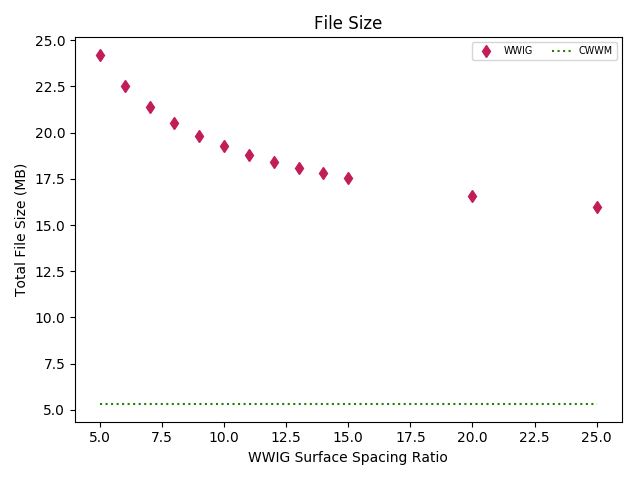 File Size
WWIG CWWM
25.0
22.5
20.0
17.5
15.0
12.5
10.0
7.5
5.0
Total File Size (MB)
5.0 7.5 10.0 12.5 15.0 17.5 20.0 22.5 25.0
WWIG Surface Spacing Ratio